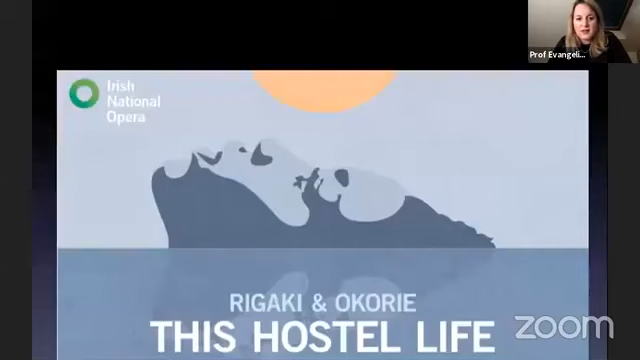 Prof Evangeli...
Irish
National
Opera
RIGAKI & OKORIE
THIS HOSTEL LIFE
zoom